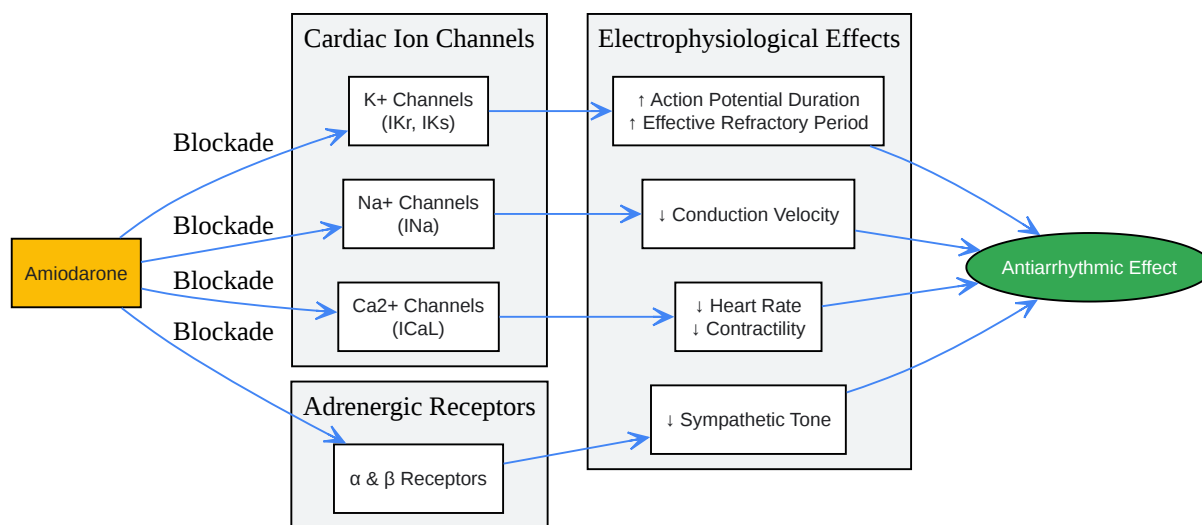 Cardiac Ion Channels
Electrophysiological Effects
K+ Channels
(IKr, IKs)
↑ Action Potential Duration
↑ Effective Refractory Period
Blockade
Na+ Channels
(INa)
↓ Conduction Velocity
Blockade
Amiodarone
Antiarrhythmic Effect
Blockade
Ca2+ Channels
(ICaL)
↓ Heart Rate
↓ Contractility
Blockade
Adrenergic Receptors
↓ Sympathetic Tone
α & β Receptors